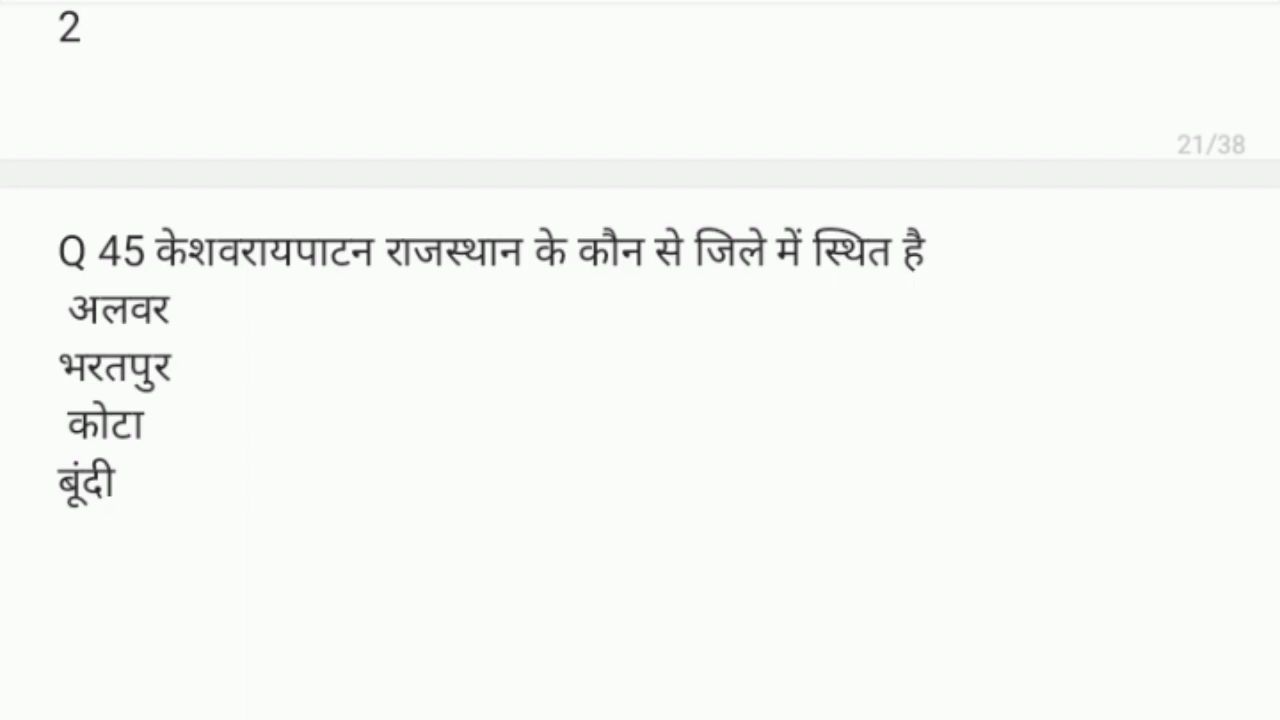 2
21/38
Q 45 केशवरायपाटन राजस्थान के कौन से जिले में स्थित है
अलवर
भरतपुर
कोटा
बूंदी